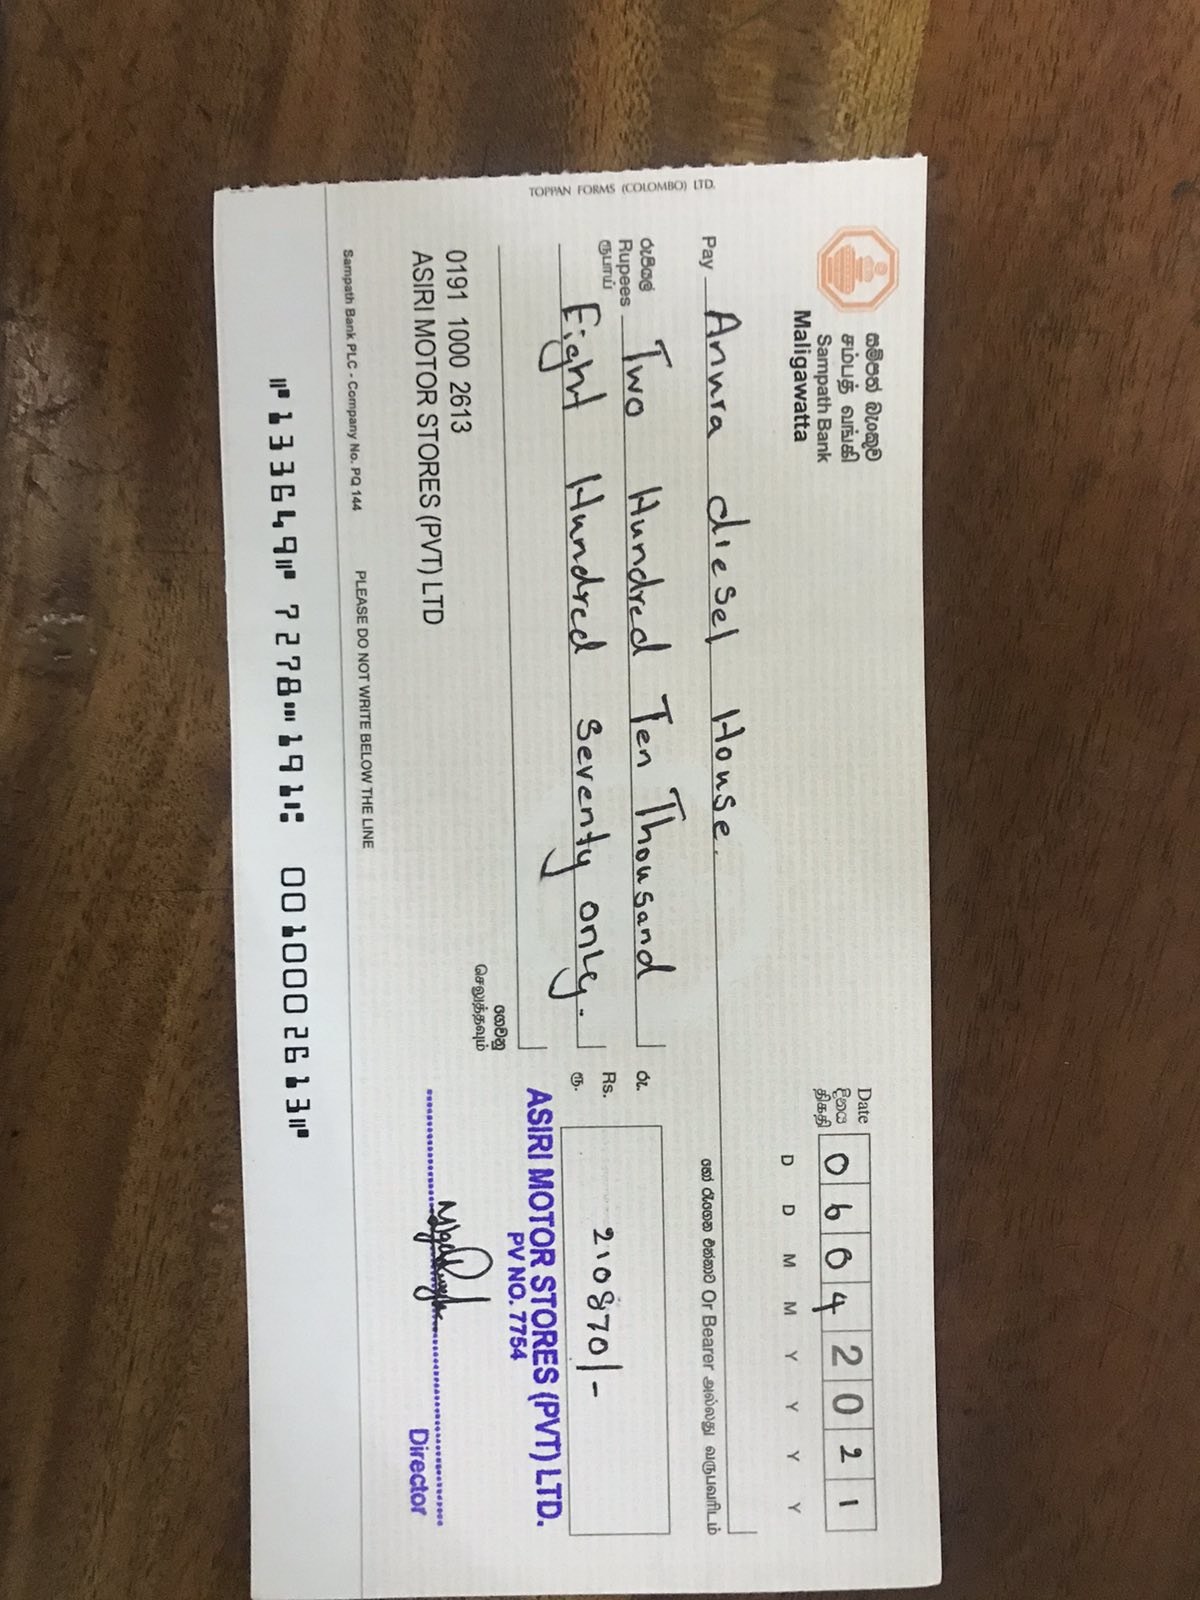 සම්පත් බැංකුව
சம்பத் வங்கி
Sampath Bank
Maligawatta
Date
දිනය
திகதி
0 6 0 4 2 0 2 1
D D M M Y Y Y Y
TOPPAN FORMS (COLOMBO) LTD.
Pay Anura diesel House.
හෝ රැගෙන එන්නාට Or Bearer அல்லது வருபவரிடம்
රුපියල්
Rupees
ரூபாய்
Two Hundred Ten Thousand
Eight Hundred seventy only.
රු.
Rs.
ரூ.
210870/-
ගෙවනු
செலுத்தவும்
0191 1000 2613
ASIRI MOTOR STORES (PVT) LTD
ASIRI MOTOR STORES (PVT) LTD.
PV NO. 7754
Director
Sampath Bank PLC - Company No. PQ 144
PLEASE DO NOT WRITE BELOW THE LINE
⑈133649⑈ 7278⑉191⑆ 0010002613⑈